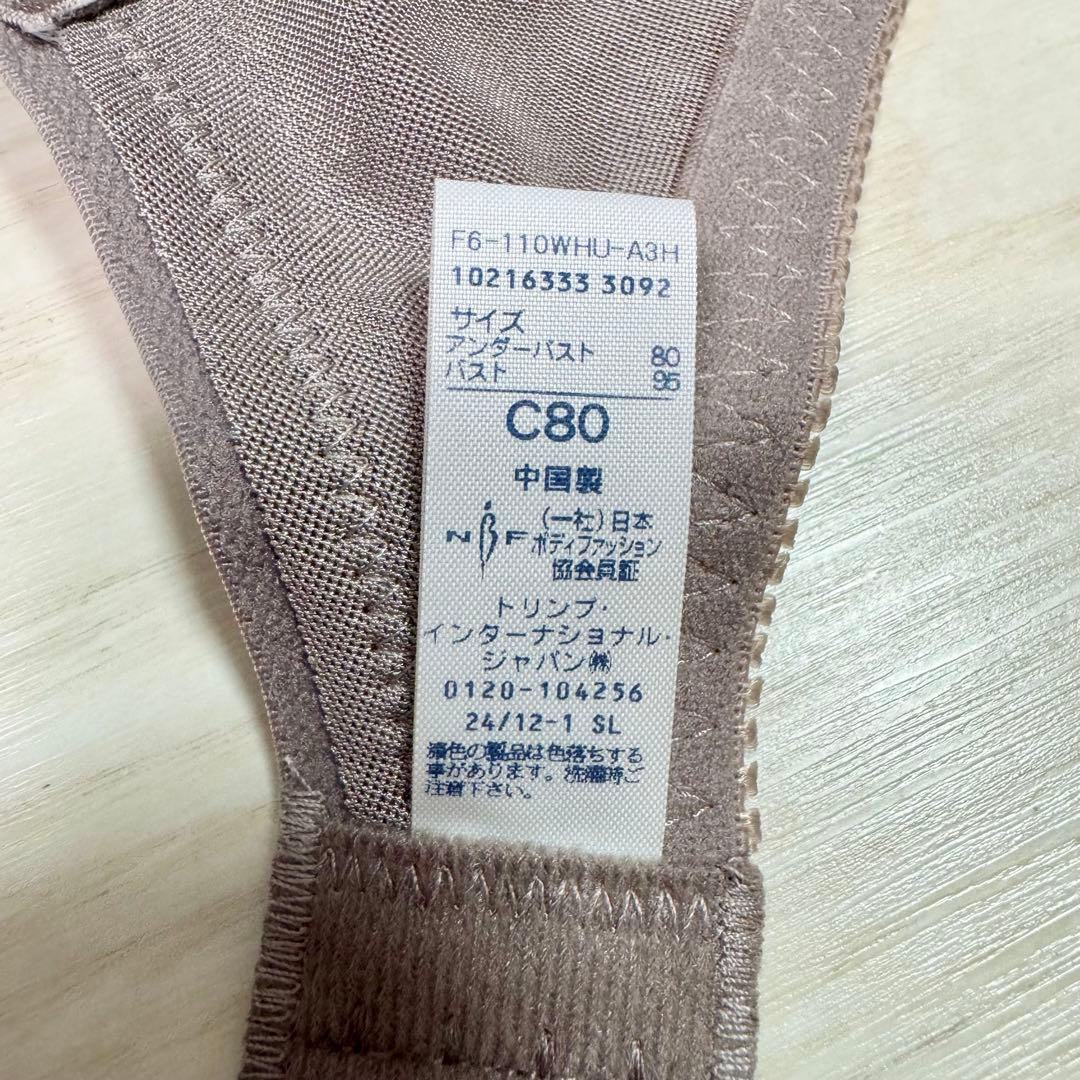 F6-110WHU-A3H
10216333 3092
サイズ
アンダーバスト 80
バスト 95
C80
中国製
NBF (一社)日本
ボディファッション
協会員証
トリンプ・
インターナショナル・
ジャパン㈱
0120-104256
24/12-1 SL
濃色の製品は色落ちする
事があります。洗濯時ご
注意下さい。